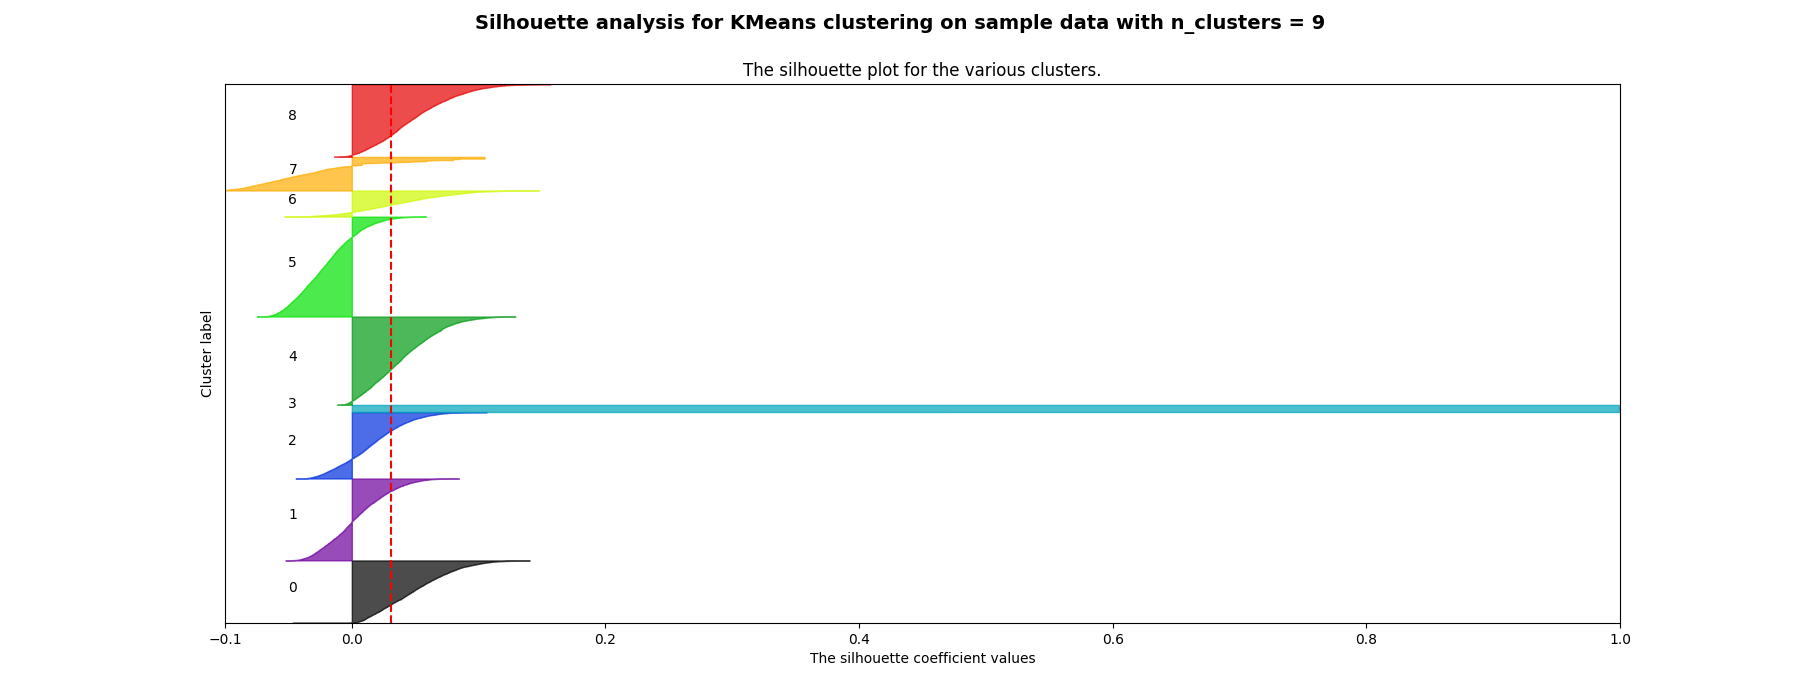 Silhouette analysis for KMeans clustering on sample data with n_clusters = 9
The silhouette plot for the various clusters.
8
7
6
5
4
3
2
1
0
Cluster label
−0.1 0.0 0.2 0.4 0.6 0.8 1.0
The silhouette coefficient values